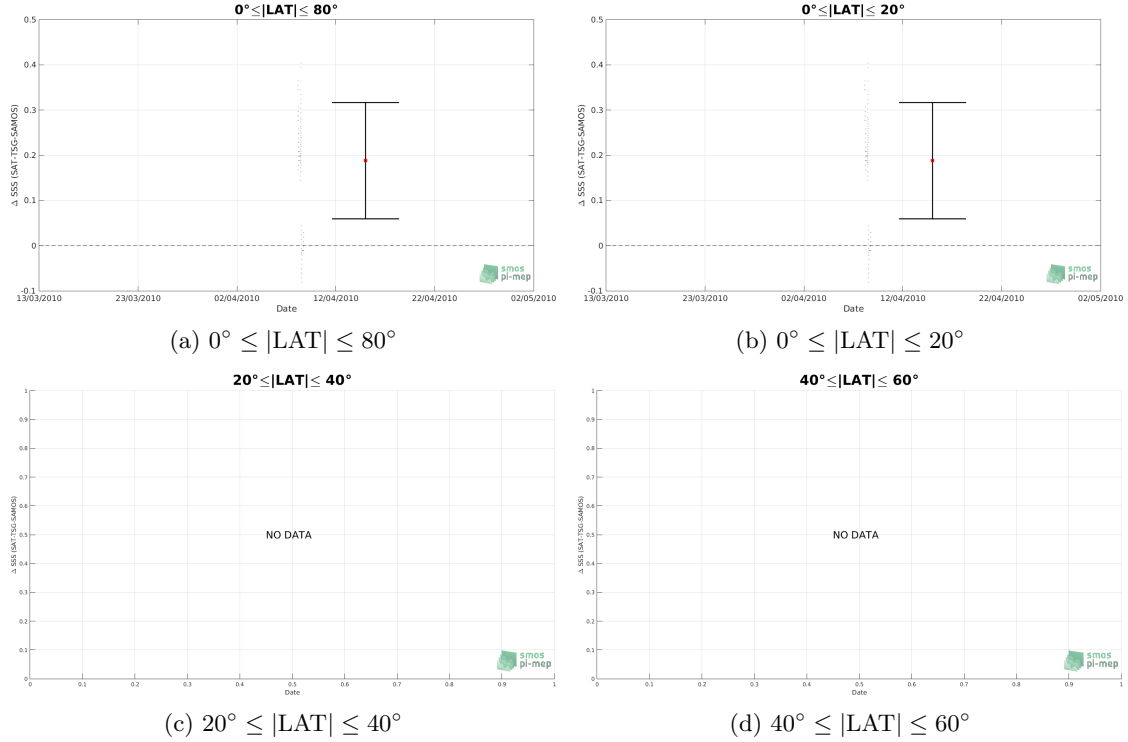 0°≤|LAT|≤ 80°
Δ SSS (SAT-TSG-SAMOS)
0.5
0.4
0.3
0.2
0.1
0
-0.1
13/03/2010 23/03/2010 02/04/2010 12/04/2010 22/04/2010 02/05/2010
Date
smos
pi-mep
(a) 0° ≤ |LAT| ≤ 80°
0°≤|LAT|≤ 20°
Δ SSS (SAT-TSG-SAMOS)
0.5
0.4
0.3
0.2
0.1
0
-0.1
13/03/2010 23/03/2010 02/04/2010 12/04/2010 22/04/2010 02/05/2010
Date
smos
pi-mep
(b) 0° ≤ |LAT| ≤ 20°
20°≤|LAT|≤ 40°
Δ SSS (SAT-TSG-SAMOS)
1
0.9
0.8
0.7
0.6
0.5
0.4
0.3
0.2
0.1
0
NO DATA
0 0.1 0.2 0.3 0.4 0.5 0.6 0.7 0.8 0.9 1
Date
smos
pi-mep
(c) 20° ≤ |LAT| ≤ 40°
40°≤|LAT|≤ 60°
Δ SSS (SAT-TSG-SAMOS)
1
0.9
0.8
0.7
0.6
0.5
0.4
0.3
0.2
0.1
0
NO DATA
0 0.1 0.2 0.3 0.4 0.5 0.6 0.7 0.8 0.9 1
Date
smos
pi-mep
(d) 40° ≤ |LAT| ≤ 60°